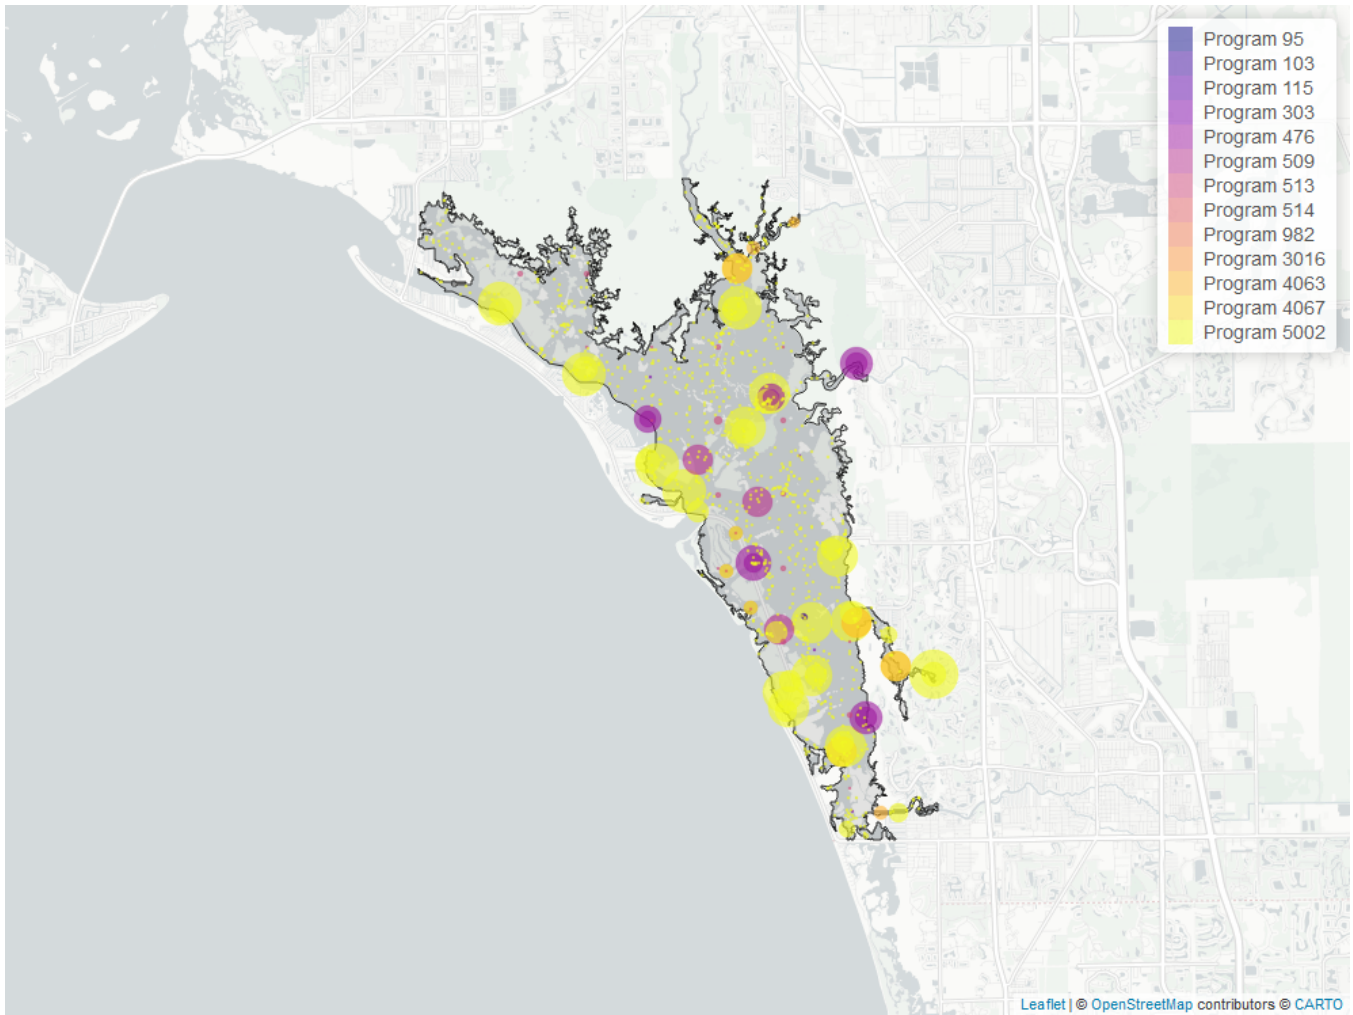 Program 95
Program 103
Program 115
Program 303
Program 476
Program 509
Program 513
Program 514
Program 982
Program 3016
Program 4063
Program 4067
Program 5002
Leaflet | © OpenStreetMap contributors © CARTO